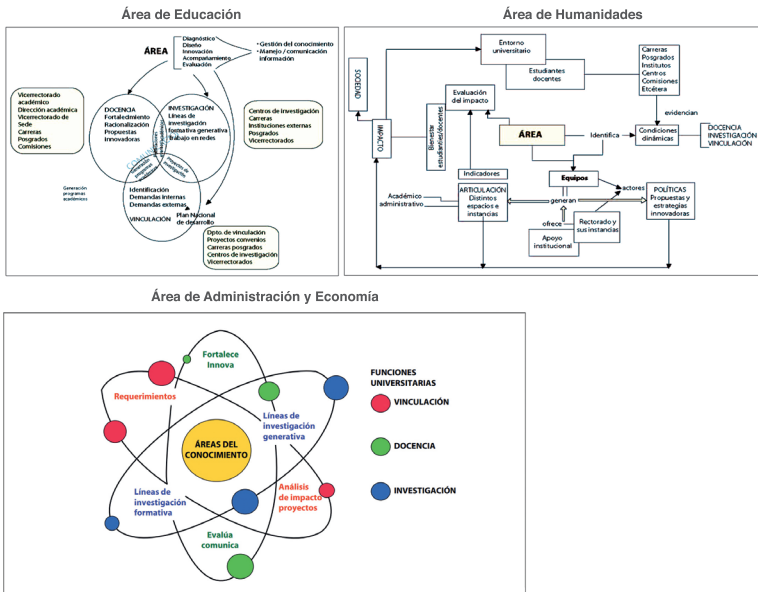 Área de Educación
ÁREA
Diagnóstico
Diseño
Innovación
Acompañamiento
Evaluación
• Gestión del conocimiento
• Manejo / comunicación
información
Vicerrectorado
académico
Dirección académica
Vicerrectorado de
Sede
Carreras
Posgrados
Comisiones
DOCENCIA
Fortaledmiento
Racionalización
Propuestas
Innovadoras
INVESTIGACIÓN
Líneas de
investigación
formativa generativa
trabajo en redes
Centros de Investigación
Carreras
Instituciones externas
Posgrados
Vicerrectorados
Generación
programas
académicos
Generación
programas
académicos
Proyectos de
investigación
Identificación
Demandas Internas
Demandas externas
VINCULACIÓN
Plan Nacional
de desarrollo
Dpto. de vinculación
Proyectos convenios
Carreras posgrados
Centros de Investigación
Vicerrectorados
Área de Humanidades
SOCIEDAD
IMPACTO
Entorno
universitario
Estudiantes
docentes
Carreras
Posgrados
Institutos
Centros
Comisiones
Etcétera
Evaluación
del impacto
Bienestar
estudiantes/docentes
ÁREA
Identifica
evidencian
Condiciones
dinámicas
DOCENCIA
INVESTIGACIÓN
VINCULACIÓN
Indicadores
Equipos
Académico
administrativo
ARTICULACIÓN
Distintos
espacios e
instancias
generan
actores
POLÍTICAS
Propuestas y
estrategias
innovadoras
ofrece
Rectorado y
sus instancias
Apoyo
institucional
Área de Administración y Economía
Fortalece
Innova
Requerimientos
Líneas de
investigación
generativa
ÁREAS DEL
CONOCIMIENTO
Líneas de
investigación
formativa
Análisis
de impacto
proyectos
Evalúa
comunica
FUNCIONES
UNIVERSITARIAS
VINCULACIÓN
DOCENCIA
INVESTIGACIÓN